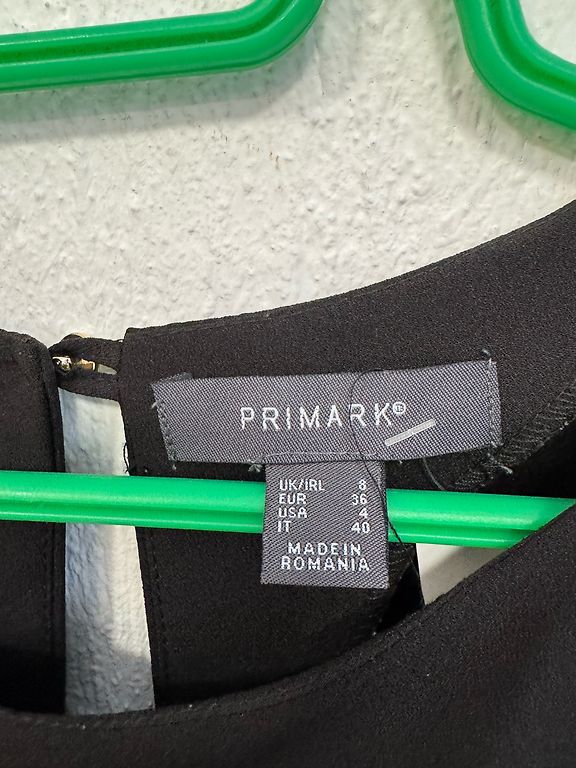 PRIMARK®
UK/IRL 8
EUR 36
USA 4
IT 40
MADE IN
ROMANIA